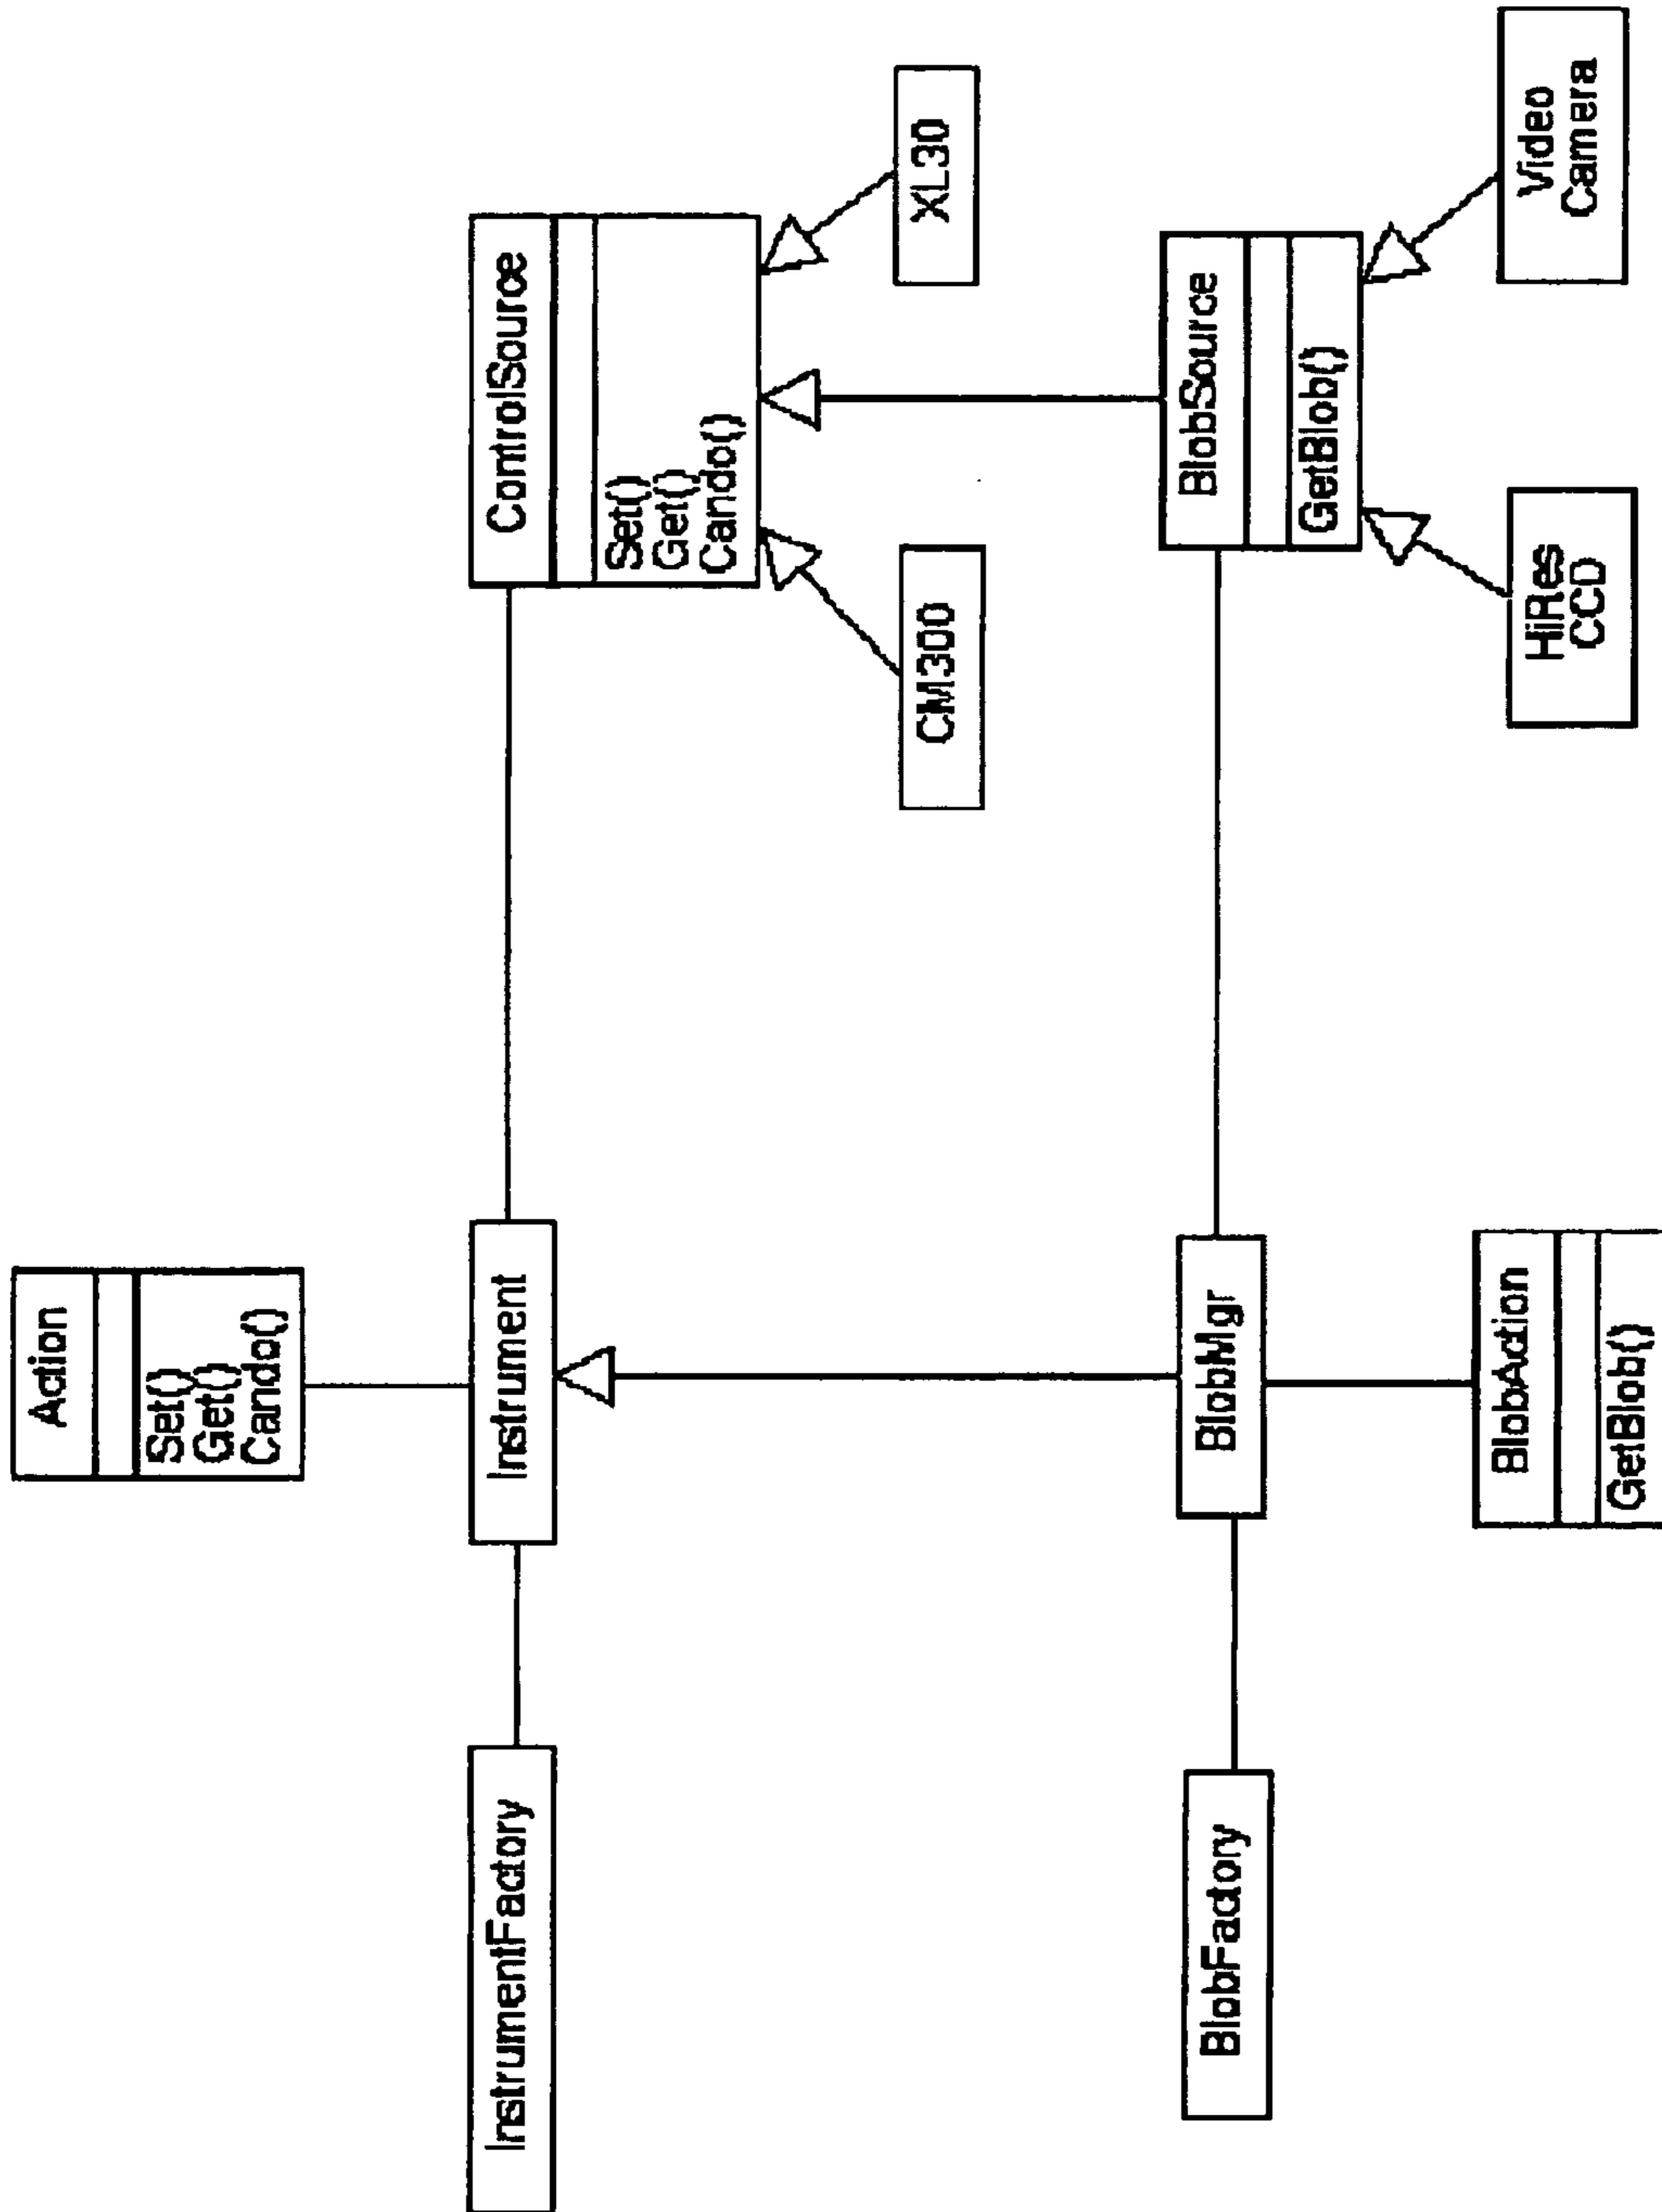 Action
Set()
Get()
Cando()
InstrumentFactory
Instrument
ControlSource
Set()
Get()
Cando()
CM300
XL30
BlobFactory
BlobMgr
BlobSource
GetBlob()
BlobAction
GetBlob()
HiRes
CCD
Video
Camera